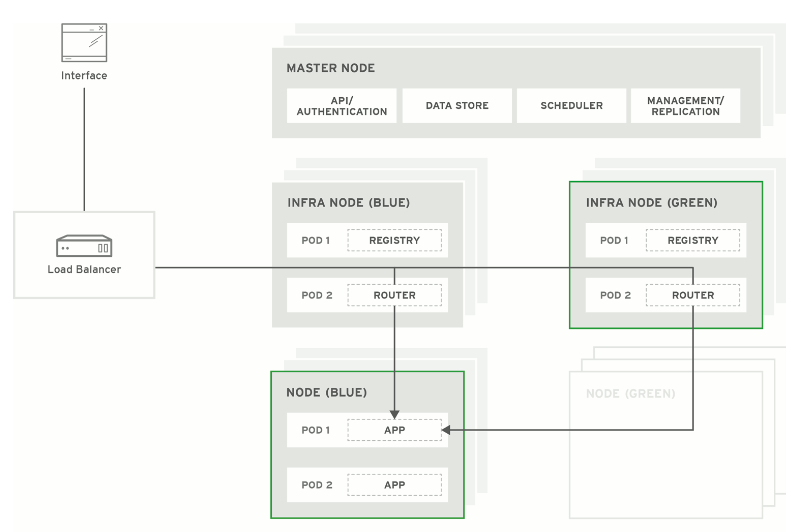 Interface
MASTER NODE
API/
AUTHENTICATION
DATA STORE
SCHEDULER
MANAGEMENT/
REPLICATION
Load Balancer
INFRA NODE (BLUE)
POD 1 REGISTRY
POD 2 ROUTER
INFRA NODE (GREEN)
POD 1 REGISTRY
POD 2 ROUTER
NODE (BLUE)
POD 1 APP
POD 2 APP
NODE (GREEN)